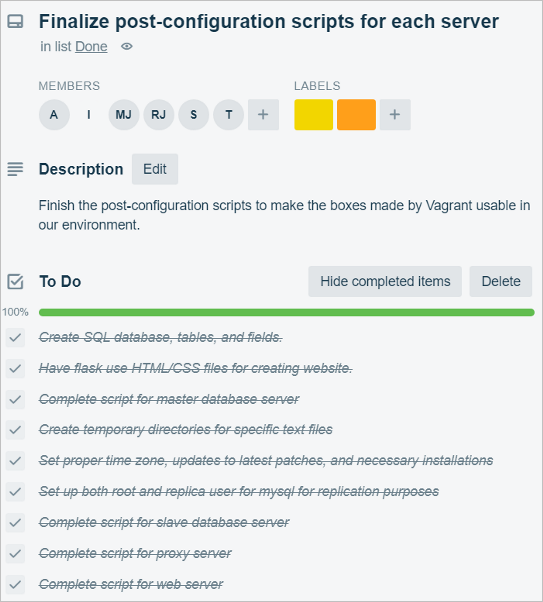 Finalize post-configuration scripts for each server
in list Done
MEMBERS
LABELS
A I MJ RJ S T +
+
Description Edit
Finish the post-configuration scripts to make the boxes made by Vagrant usable in
our environment.
To Do Hide completed items Delete
100%
Create SQL database, tables, and fields.
Have flask use HTML/CSS files for creating website.
Complete script for master database server
Create temporary directories for specific text files
Set proper time zone, updates to latest patches, and necessary installations
Set up both root and replica user for mysql for replication purposes
Complete script for slave database server
Complete script for proxy server
Complete script for web server